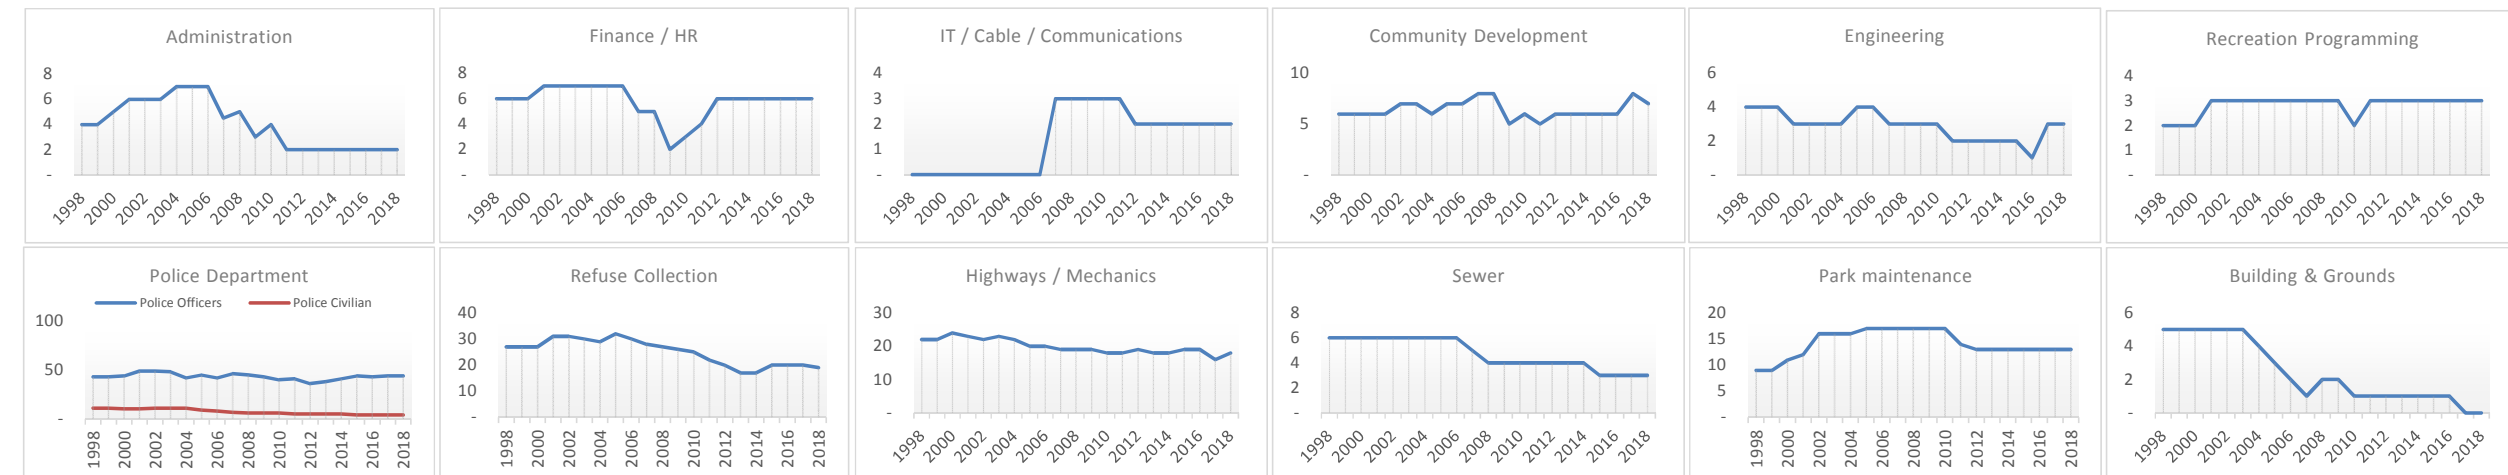 Administration
8
6
4
2
-
1998 2000 2002 2004 2006 2008 2010 2012 2014 2016 2018
Finance / HR
8
6
4
2
-
1998 2000 2002 2004 2006 2008 2010 2012 2014 2016 2018
IT / Cable / Communications
4
3
2
1
-
1998 2000 2002 2004 2006 2008 2010 2012 2014 2016 2018
Community Development
10
5
-
1998 2000 2002 2004 2006 2008 2010 2012 2014 2016 2018
Engineering
6
4
2
-
1998 2000 2002 2004 2006 2008 2010 2012 2014 2016 2018
Recreation Programming
4
3
2
1
-
1998 2000 2002 2004 2006 2008 2010 2012 2014 2016 2018
Police Department
Police Officers Police Civilian
100
50
-
1998 2000 2002 2004 2006 2008 2010 2012 2014 2016 2018
Refuse Collection
40
30
20
10
-
1998 2000 2002 2004 2006 2008 2010 2012 2014 2016 2018
Highways / Mechanics
30
20
10
-
1998 2000 2002 2004 2006 2008 2010 2012 2014 2016 2018
Sewer
8
6
4
2
-
1998 2000 2002 2004 2006 2008 2010 2012 2014 2016 2018
Park maintenance
20
15
10
5
-
1998 2000 2002 2004 2006 2008 2010 2012 2014 2016 2018
Building & Grounds
6
4
2
-
1998 2000 2002 2004 2006 2008 2010 2012 2014 2016 2018